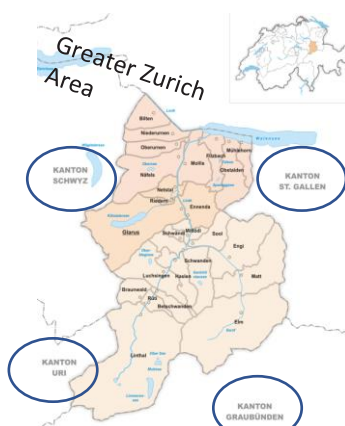 Greater Zurich
Area
Bilten
Niederurnen
Oberurnen
Näfels
Mollis
Filzbach
Mühlehorn
Obstalden
KANTON
SCHWYZ
KANTON
ST. GALLEN
Netstal
Riedern
Ennenda
Glarus
Mitlödi
Schwändi
Sool
Engi
Schwanden
Matt
Luchsingen
Haslen
Braunwald
Rüti
Betschwanden
Elm
Linthal
KANTON
URI
KANTON
GRAUBÜNDEN